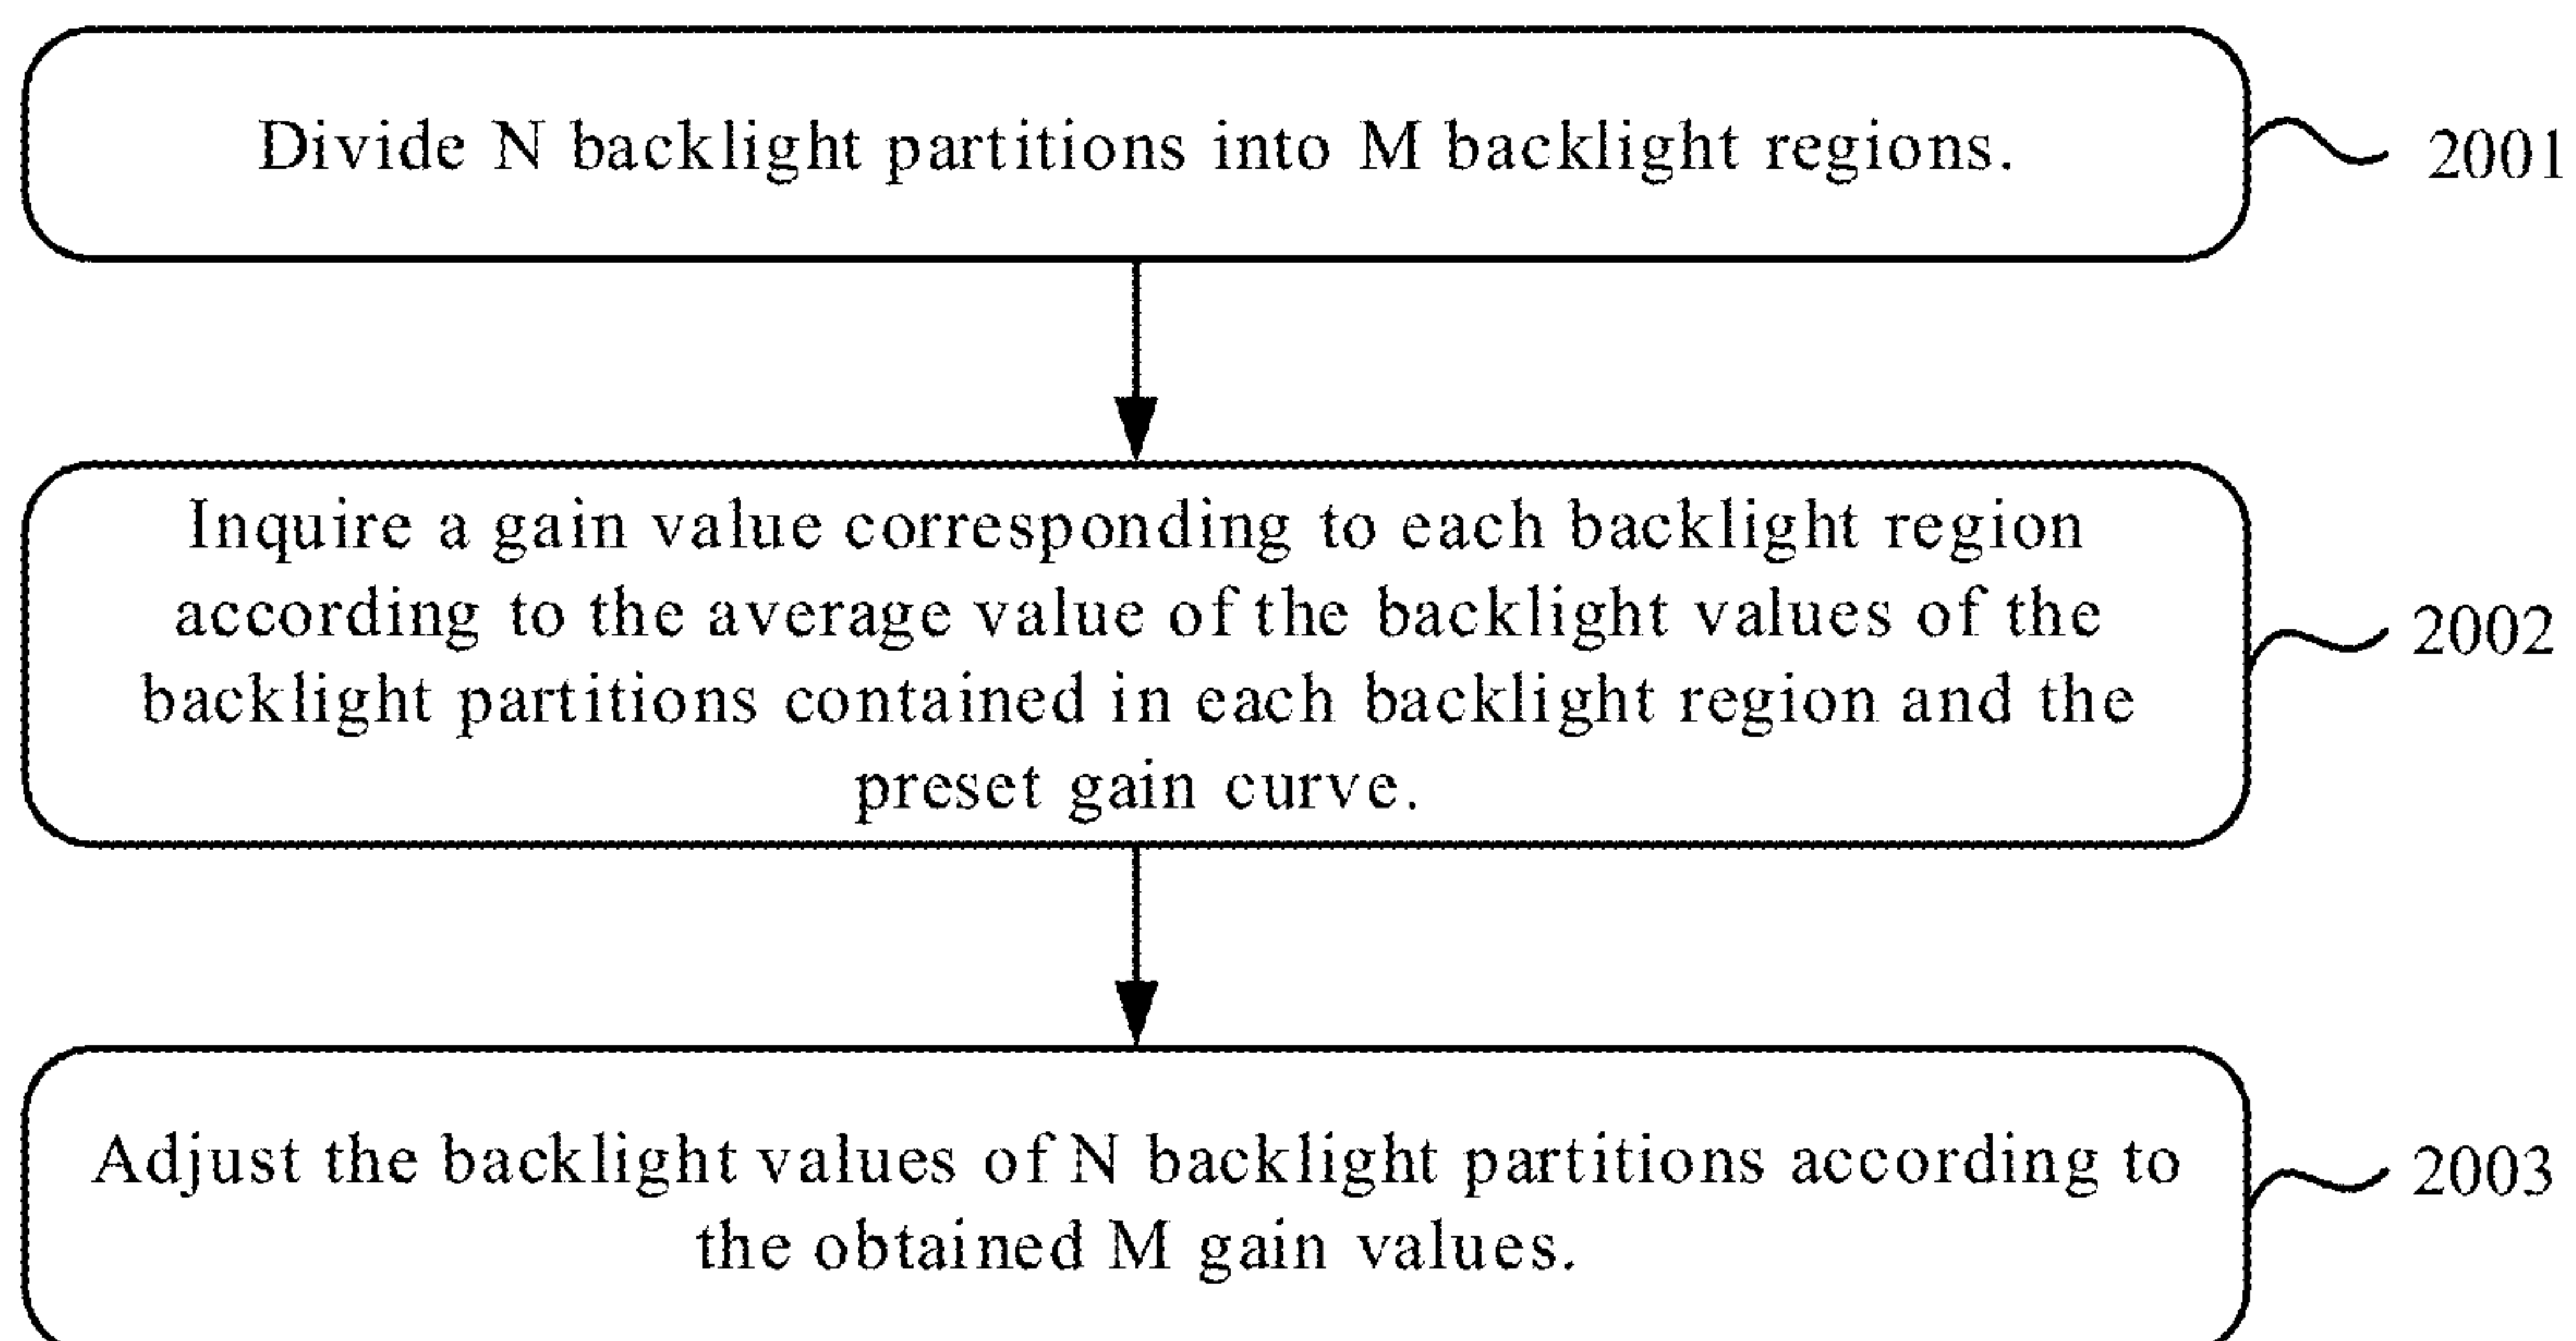 Divide N backlight partitions into M backlight regions.
2001
Inquire a gain value corresponding to each backlight region
according to the average value of the backlight values of the
backlight partitions contained in each backlight region and the
preset gain curve.
2002
Adjust the backlight values of N backlight partitions according to
the obtained M gain values.
2003